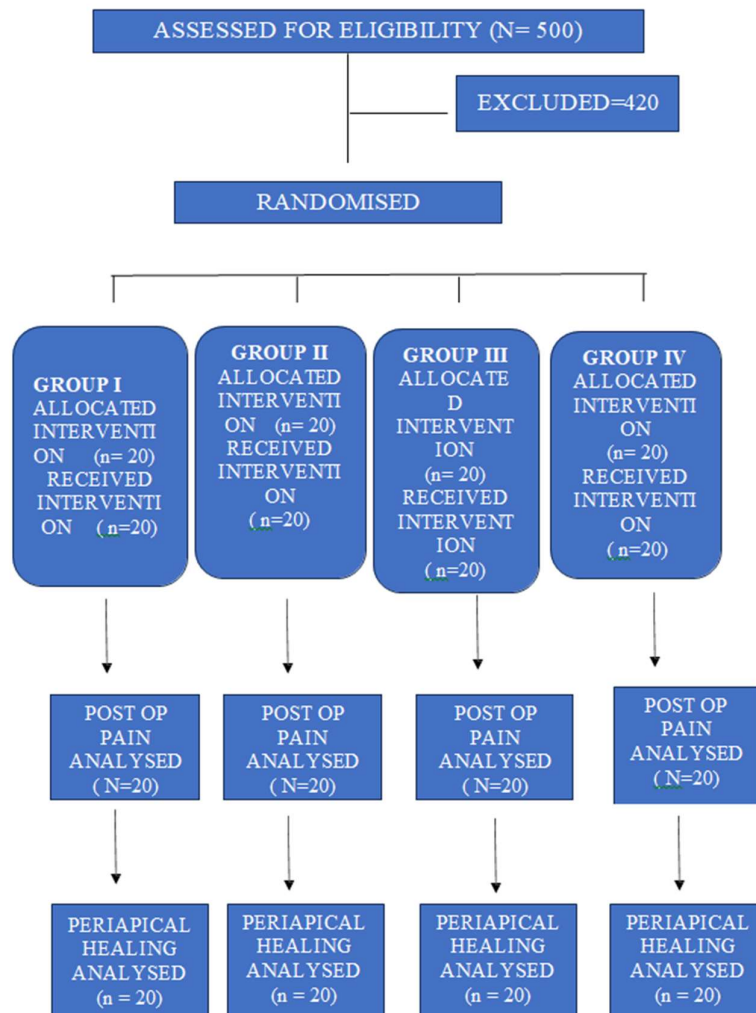 ASSESSED FOR ELIGIBILITY (N= 500)
EXCLUDED=420
RANDOMISED
GROUP I
ALLOCATED
INTERVENTI
ON (n= 20)
RECEIVED
INTERVENTI
ON ( n=20)
GROUP II
ALLOCATED
INTERVENTI
ON (n= 20)
RECEIVED
INTERVENTI
ON
( n=20)
GROUP III
ALLOCATE
D
INTERVENT
ION
(n= 20)
RECEIVED
INTERVENT
ION
( n=20)
GROUP IV
ALLOCATED
INTERVENTI
ON
(n= 20)
RECEIVED
INTERVENTI
ON
( n=20)
POST OP
PAIN
ANALYSED
( N=20)
POST OP
PAIN
ANALYSED
( N=20)
POST OP
PAIN
ANALYSED
( N=20)
POST OP
PAIN
ANALYSED
( N=20)
PERIAPICAL
HEALING
ANALYSED
(n = 20)
PERIAPICAL
HEALING
ANALYSED
(n = 20)
PERIAPICAL
HEALING
ANALYSED
(n = 20)
PERIAPICAL
HEALING
ANALYSED
(n = 20)